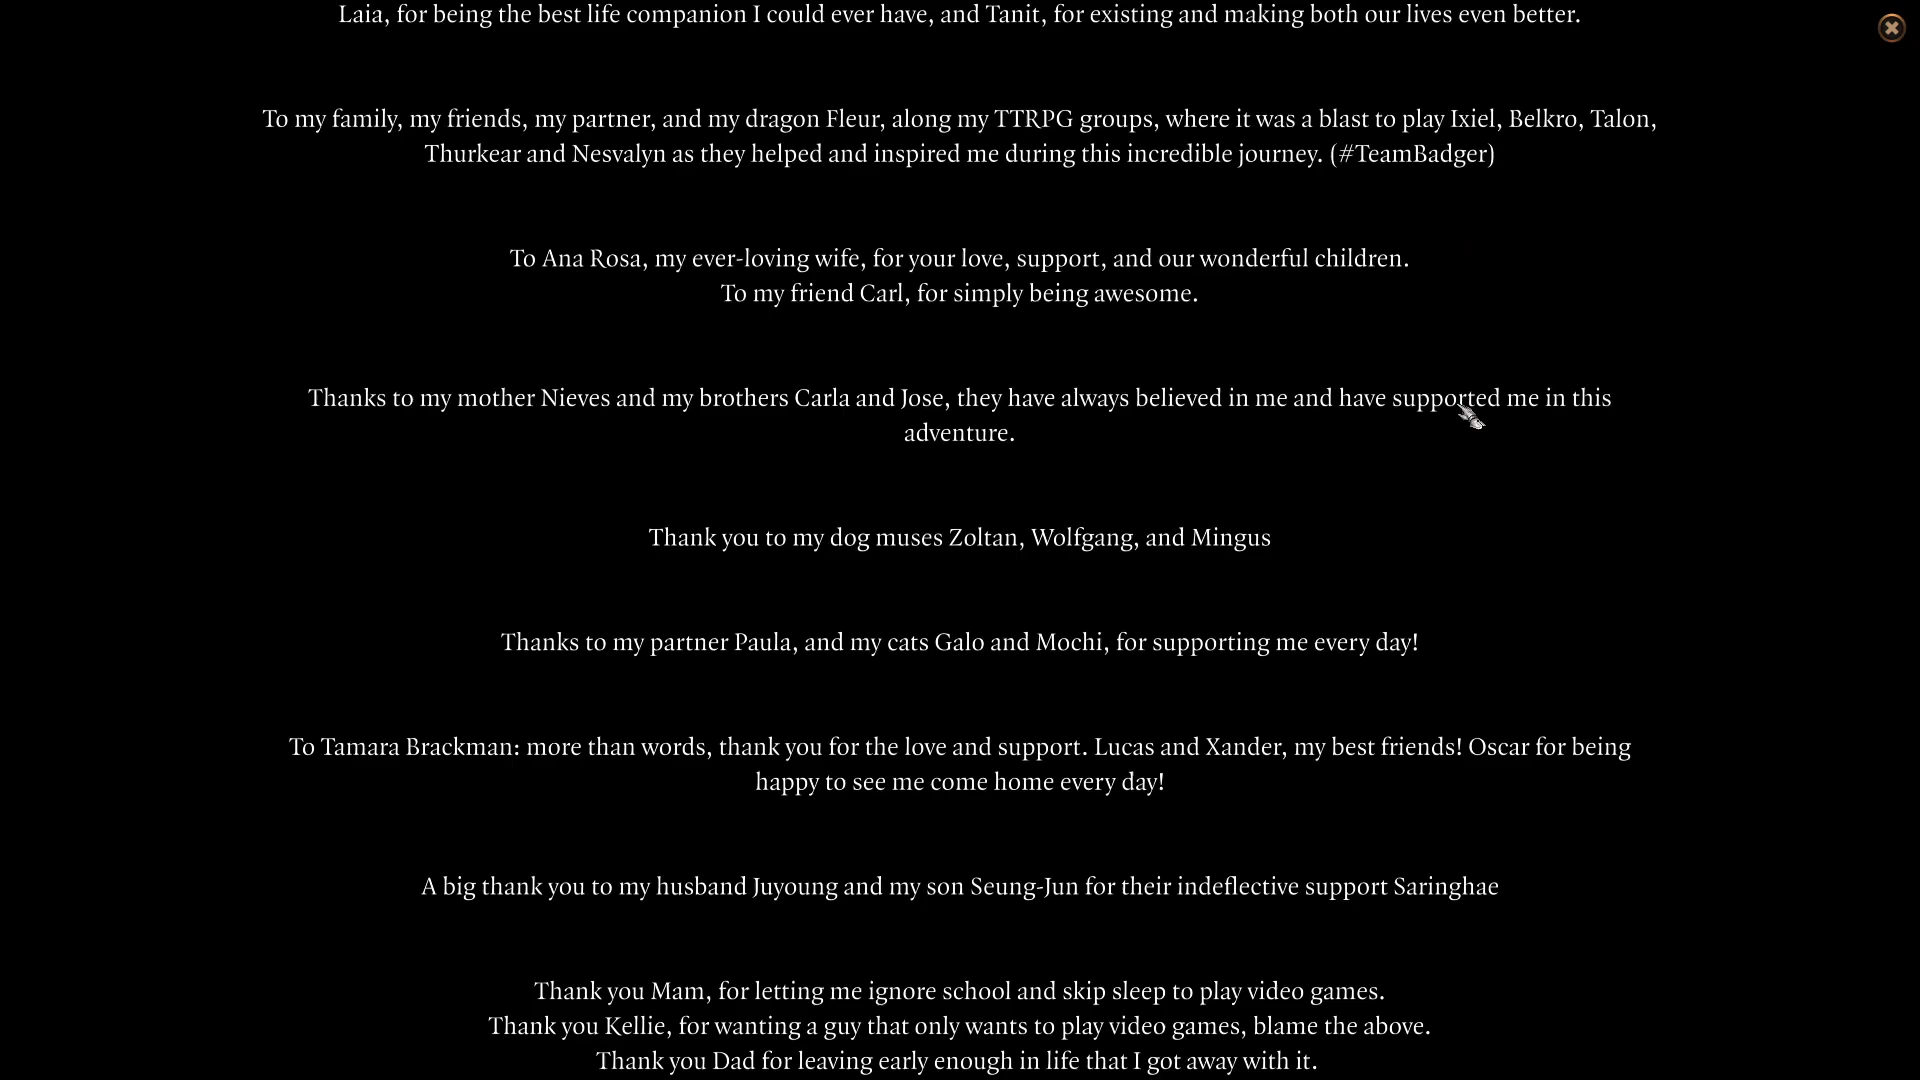 Laia, for being the best life companion I could ever have, and Tanit, for existing and making both our lives even better.
To my family, my friends, my partner, and my dragon Fleur, along my TTRPG groups, where it was a blast to play Ixiel, Belkro, Talon,
Thurkear and Nesvalyn as they helped and inspired me during this incredible journey. (#TeamBadger)
To Ana Rosa, my ever-loving wife, for your love, support, and our wonderful children.
To my friend Carl, for simply being awesome.
Thanks to my mother Nieves and my brothers Carla and Jose, they have always believed in me and have supported me in this
adventure.
Thank you to my dog muses Zoltan, Wolfgang, and Mingus
Thanks to my partner Paula, and my cats Galo and Mochi, for supporting me every day!
To Tamara Brackman: more than words, thank you for the love and support. Lucas and Xander, my best friends! Oscar for being
happy to see me come home every day!
A big thank you to my husband Juyoung and my son Seung-Jun for their indeflective support Saringhae
Thank you Mam, for letting me ignore school and skip sleep to play video games.
Thank you Kellie, for wanting a guy that only wants to play video games, blame the above.
Thank you Dad for leaving early enough in life that I got away with it.